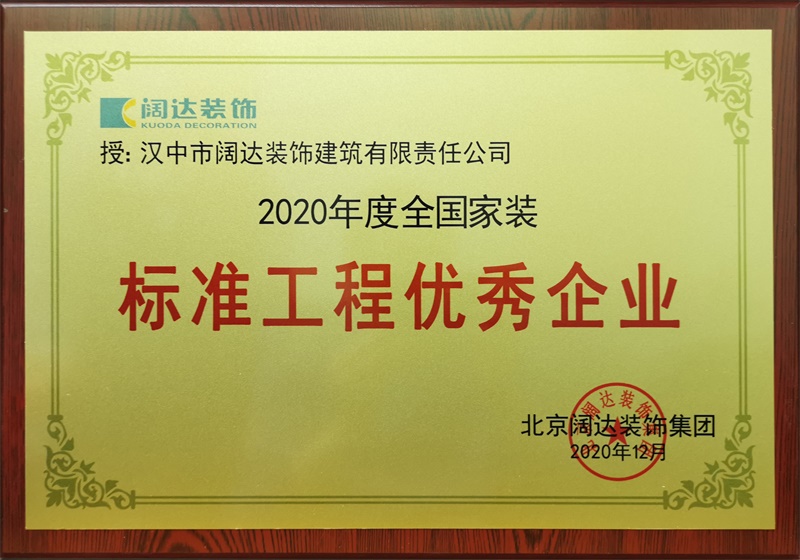 阔达装饰
KUODA DECORATION
授: 汉中市阔达装饰建筑有限责任公司
2020年度全国家装
标准工程优秀企业
北京阔达装饰集团
2020年12月